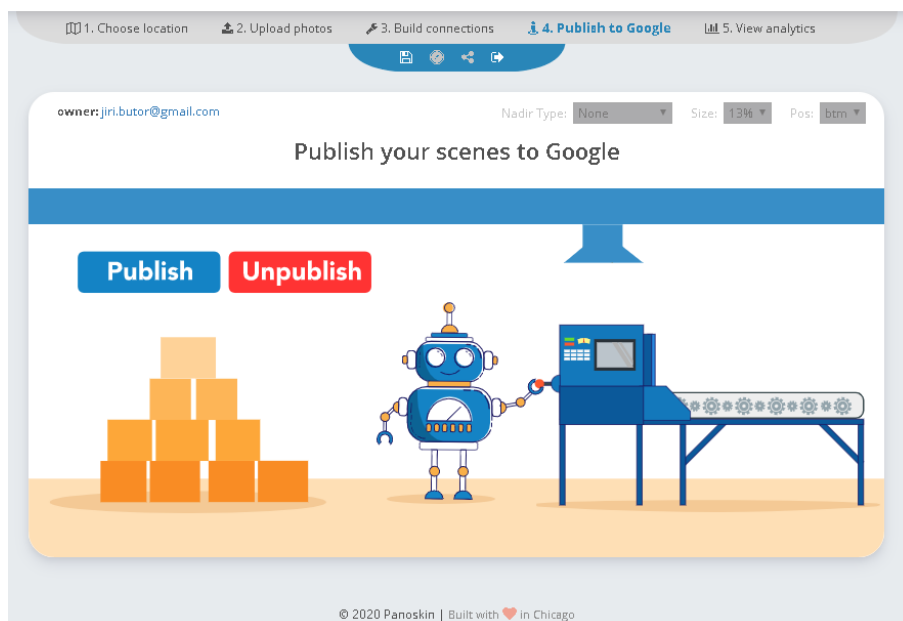 1. Choose location 2. Upload photos 3. Build connections 4. Publish to Google 5. View analytics
owner: jiri.butor@gmail.com Nadir Type: None Size: 13% Pos: btm
Publish your scenes to Google
Publish Unpublish
© 2020 Panoskin | Built with in Chicago